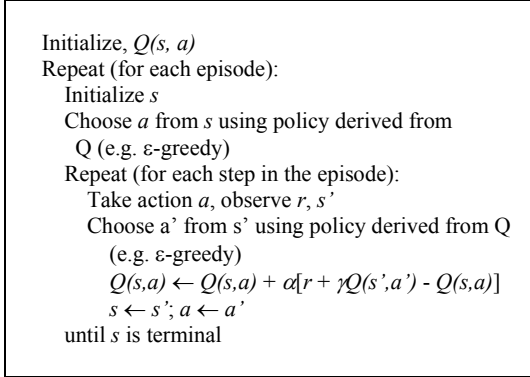 Initialize, Q(s, a)
Repeat (for each episode):
Initialize s
Choose a from s using policy derived from
Q (e.g. ε-greedy)
Repeat (for each step in the episode):
Take action a, observe r, s’
Choose a’ from s’ using policy derived from Q
(e.g. ε-greedy)
Q(s,a) ← Q(s,a) + α[r + γQ(s’,a’) - Q(s,a)]
s ← s’; a ← a’
until s is terminal